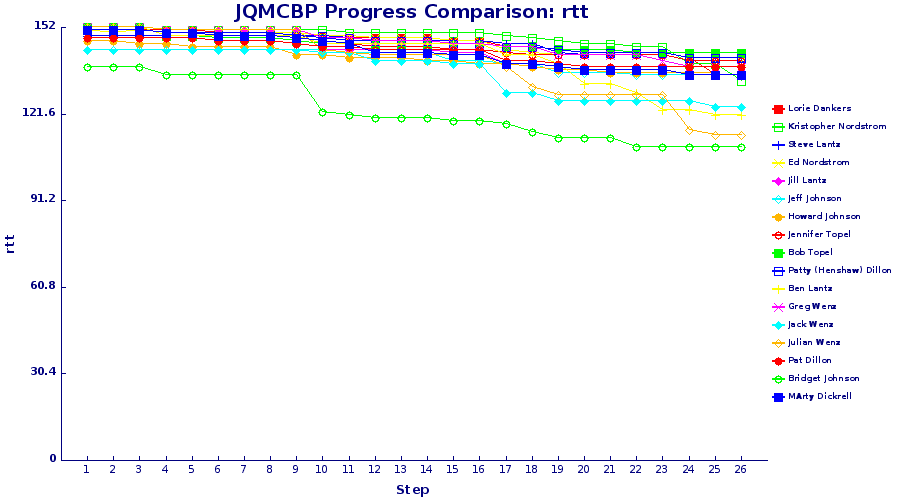 JQMCBP Progress Comparison: rtt
152
121.6
91.2
60.8
30.4
0
rtt
1 2 3 4 5 6 7 8 9 10 11 12 13 14 15 16 17 18 19 20 21 22 23 24 25 26
Step
Lorie Dankers
Kristopher Nordstrom
Steve Lantz
Ed Nordstrom
Jill Lantz
Jeff Johnson
Howard Johnson
Jennifer Topel
Bob Topel
Patty (Henshaw) Dillon
Ben Lantz
Greg Wenz
Jack Wenz
Julian Wenz
Pat Dillon
Bridget Johnson
MArty Dickrell